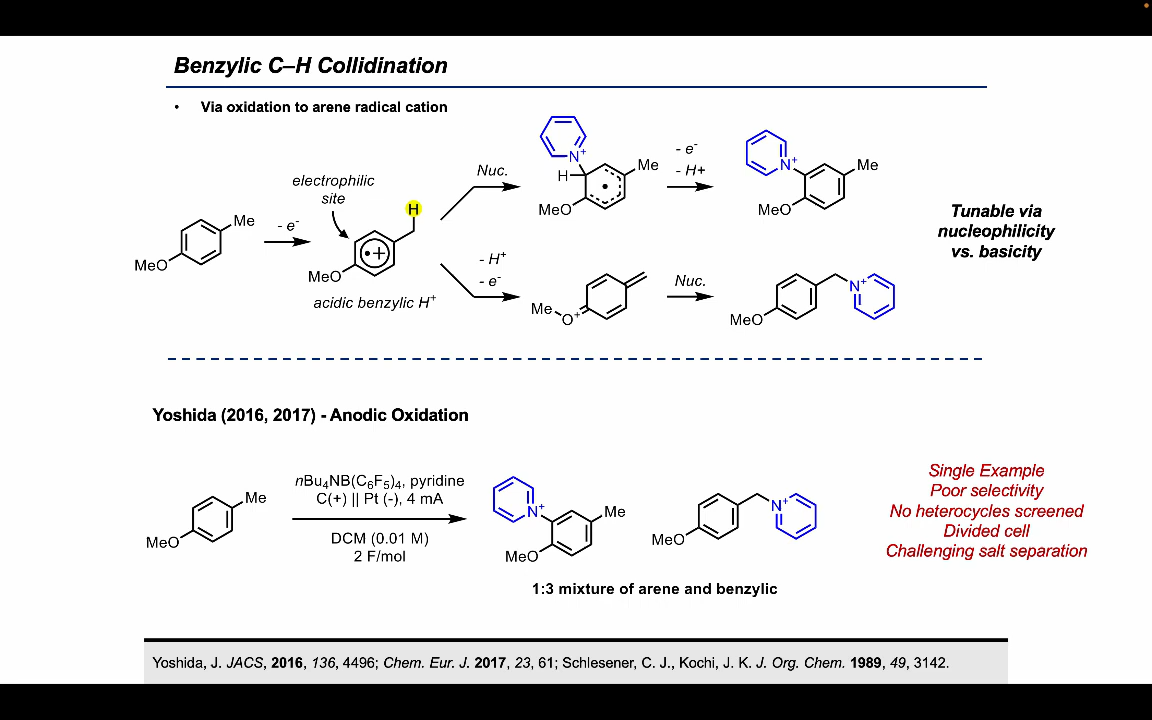 Benzylic C–H Collidination
• Via oxidation to arene radical cation
electrophilic
site
H
Me
MeO
- e-
•+
MeO
acidic benzylic H+
Nuc.
N+
H
Me
MeO
- e-
- H+
N+
Me
MeO
- H+
- e-
Me
O+
Nuc.
N+
MeO
Tunable via
nucleophilicity
vs. basicity
Yoshida (2016, 2017) - Anodic Oxidation
Me
MeO
nBu4NB(C6F5)4, pyridine
C(+) || Pt (-), 4 mA
DCM (0.01 M)
2 F/mol
N+
Me
MeO
N+
MeO
1:3 mixture of arene and benzylic
Single Example
Poor selectivity
No heterocycles screened
Divided cell
Challenging salt separation
Yoshida, J. JACS, 2016, 136, 4496; Chem. Eur. J. 2017, 23, 61; Schlesener, C. J., Kochi, J. K. J. Org. Chem. 1989, 49, 3142.